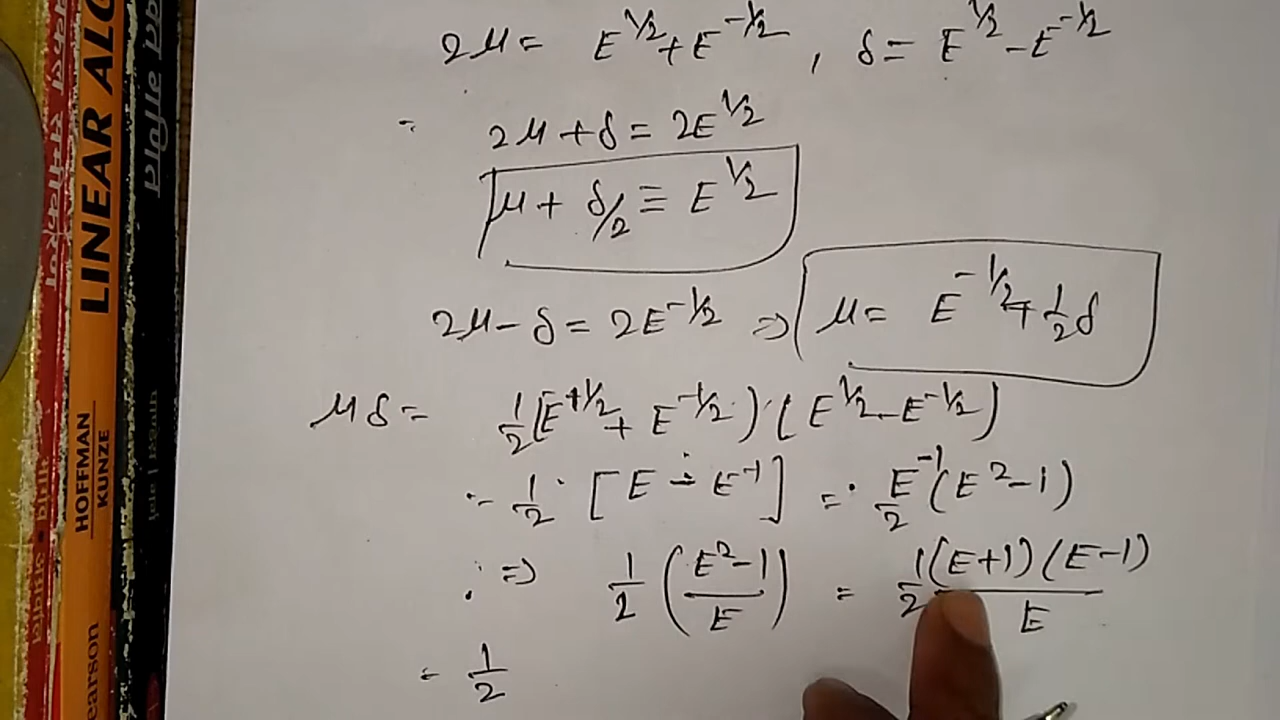 2μ = E^{1/2} + E^{-1/2} , δ = E^{1/2} - E^{-1/2}
2μ + δ = 2E^{1/2}
μ + δ/2 ≡ E^{1/2}
2μ - δ = 2E^{-1/2} ⇒ μ = E^{-1/2} + 1/2 δ
μδ = 1/2 (E^{+1/2} + E^{-1/2}) · (E^{1/2} - E^{-1/2})
= 1/2 · [E - E^{-1}] = E^{-1}/2 (E^2 - 1)
⇒ 1/2 ((E^2 - 1)/E) = 1/2 (E+1)(E-1)/E
= 1/2
LINEAR ALG
HOFFMAN
KUNZE
earson